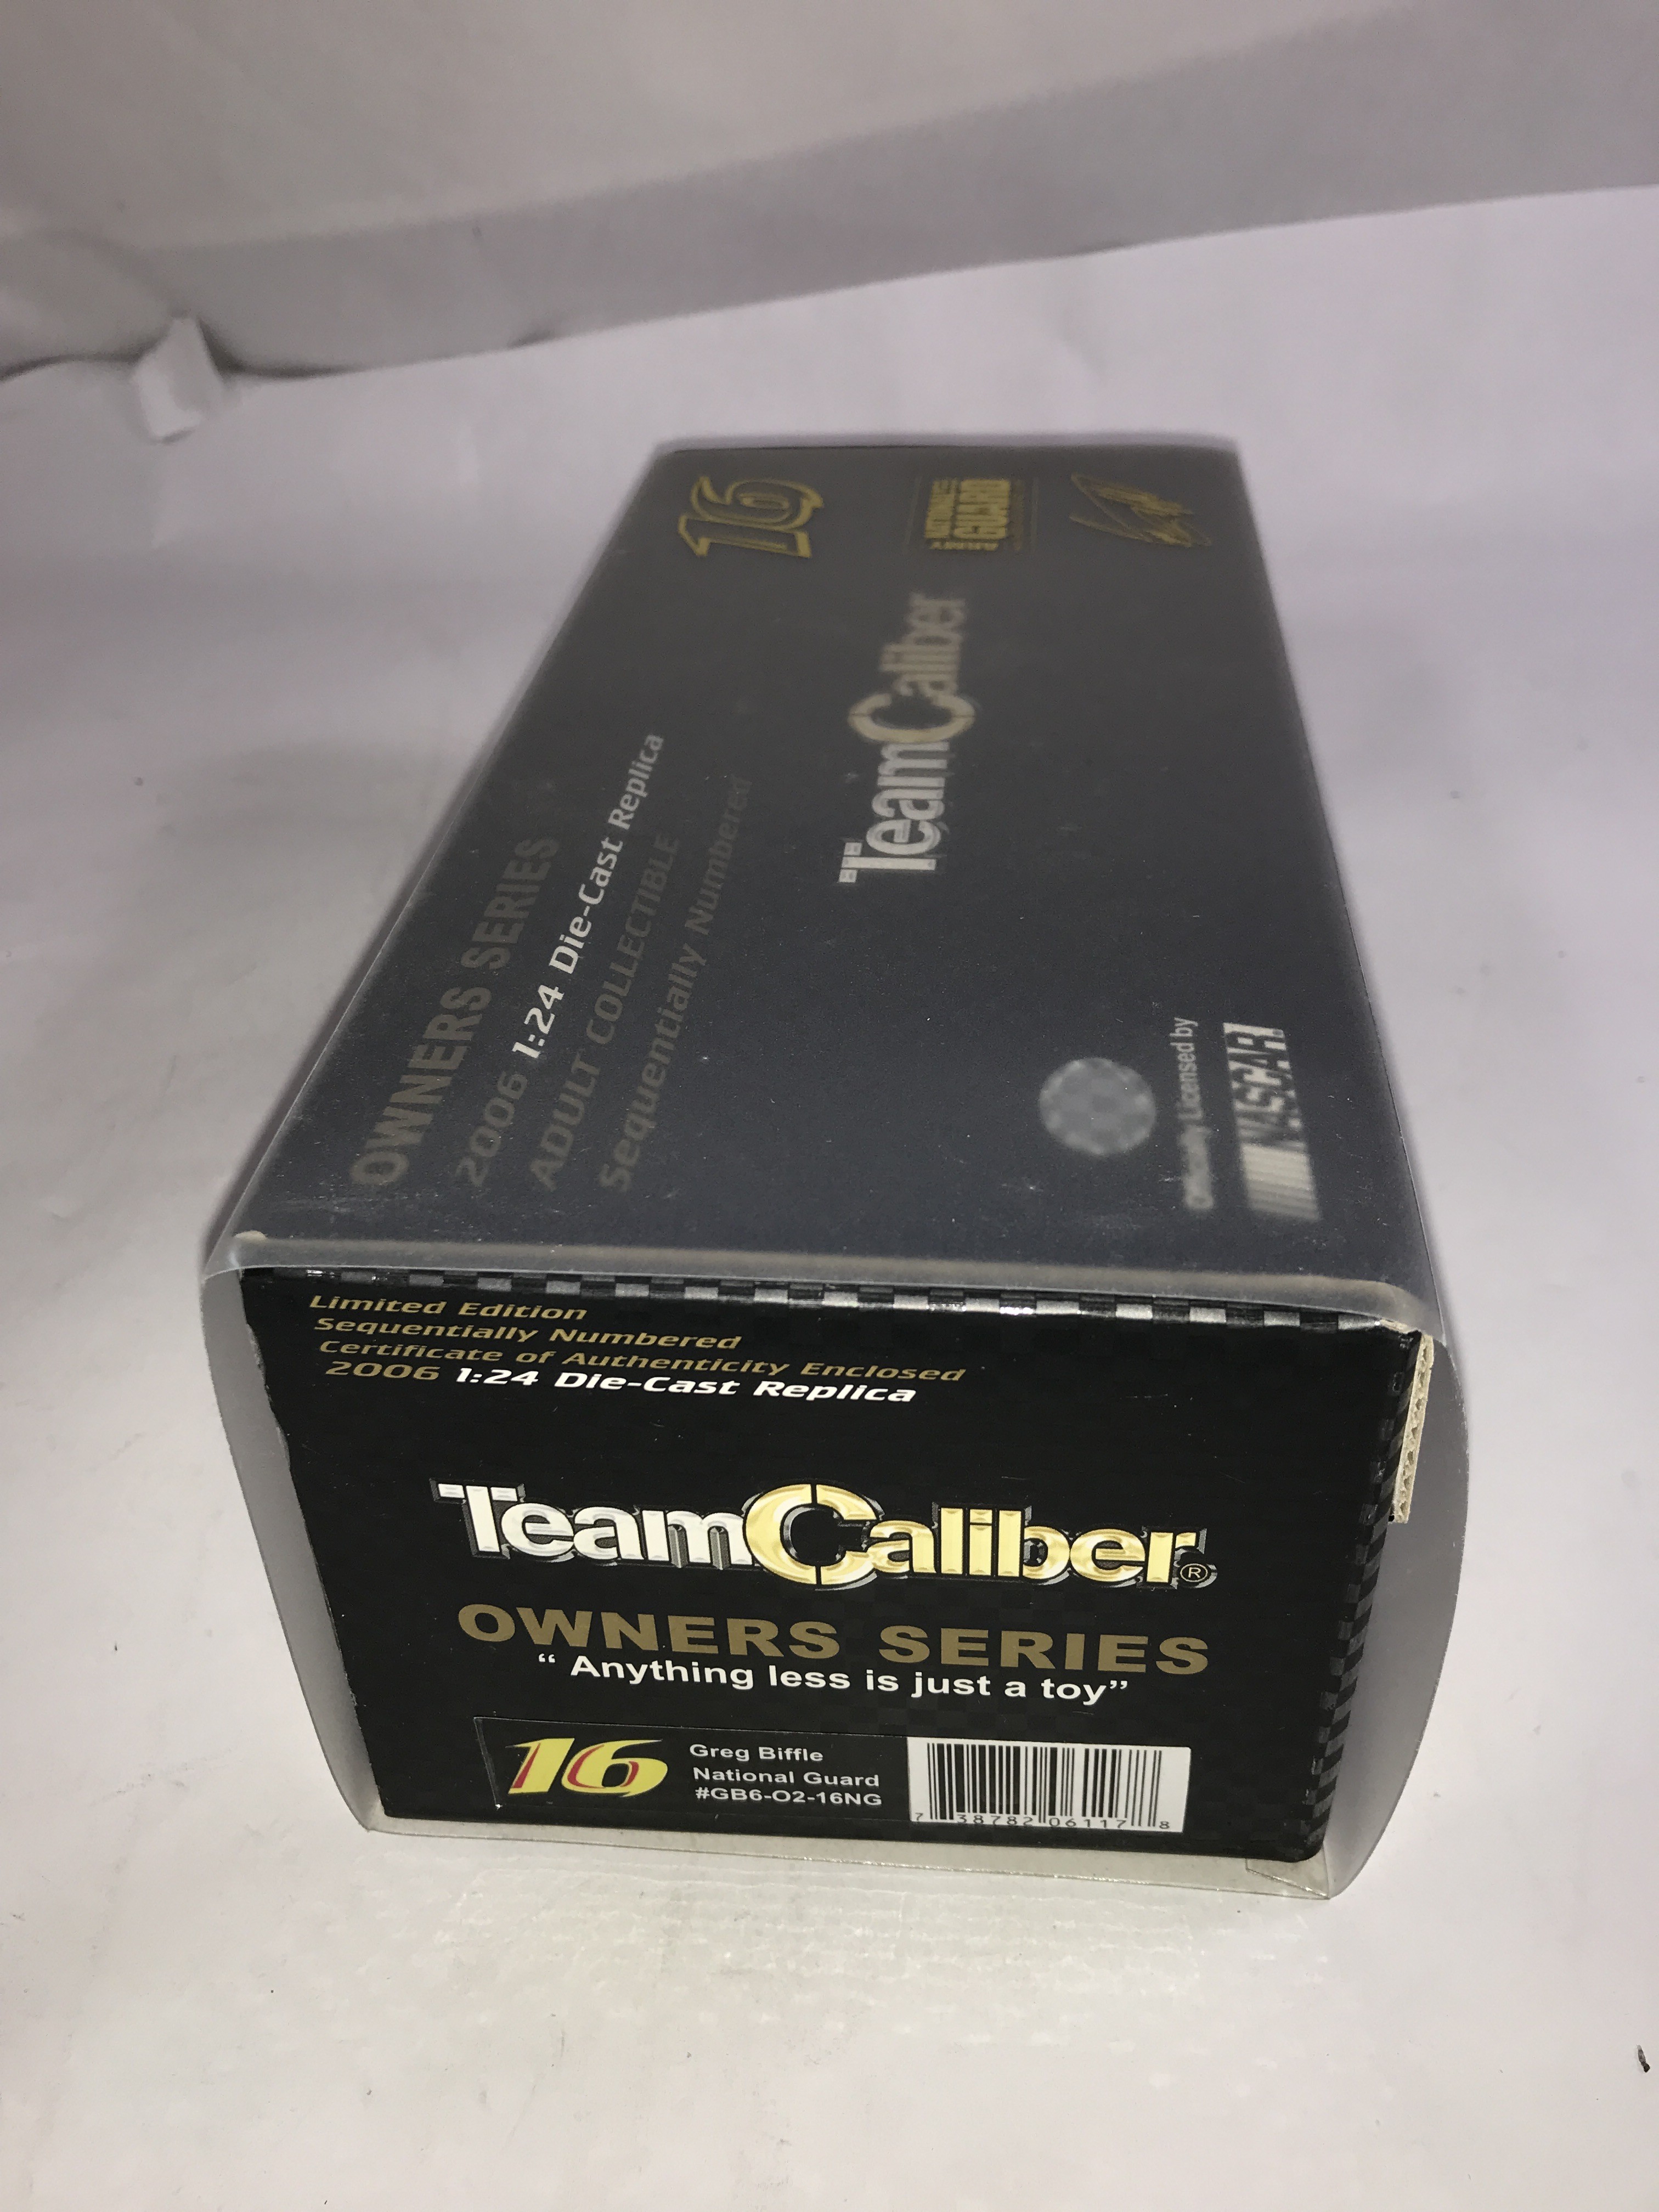 16
ARMY
NATIONAL
GUARD
TeamCaliber
OWNERS SERIES
2006 1:24 Die-Cast Replica
ADULT COLLECTIBLE
Sequentially Numbered
Officially Licensed by
NASCAR
Limited Edition
Sequentially Numbered
Certificate of Authenticity Enclosed
2006 1:24 Die-Cast Replica
TeamCaliber®
OWNERS SERIES
“ Anything less is just a toy”
16
Greg Biffle
National Guard
#GB6-O2-16NG
7 38782 06117 8